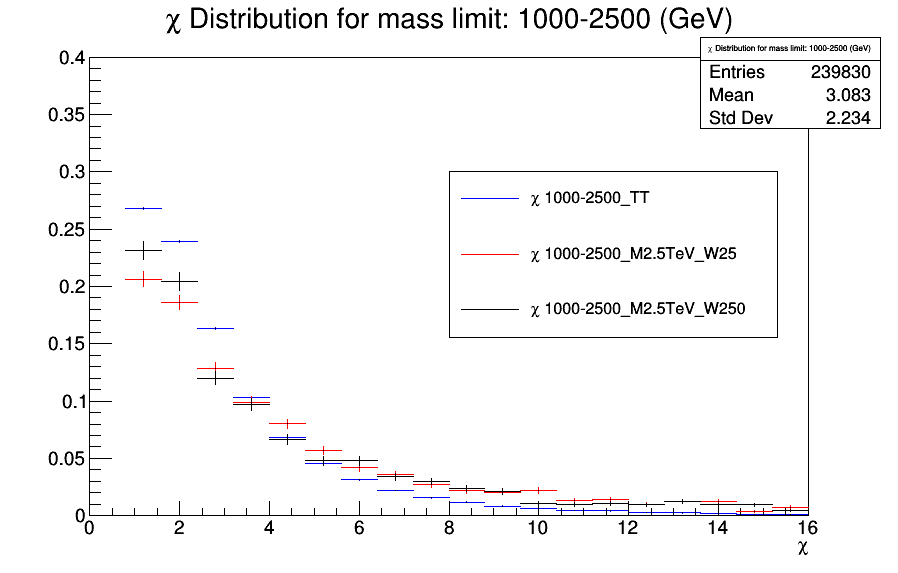 χ Distribution for mass limit: 1000-2500 (GeV)
χ Distribution for mass limit: 1000-2500 (GeV)
Entries 239830
Mean 3.083
Std Dev 2.234
χ 1000-2500_TT
χ 1000-2500_M2.5TeV_W25
χ 1000-2500_M2.5TeV_W250
0.4
0.35
0.3
0.25
0.2
0.15
0.1
0.05
0
0 2 4 6 8 10 12 14 16
χ